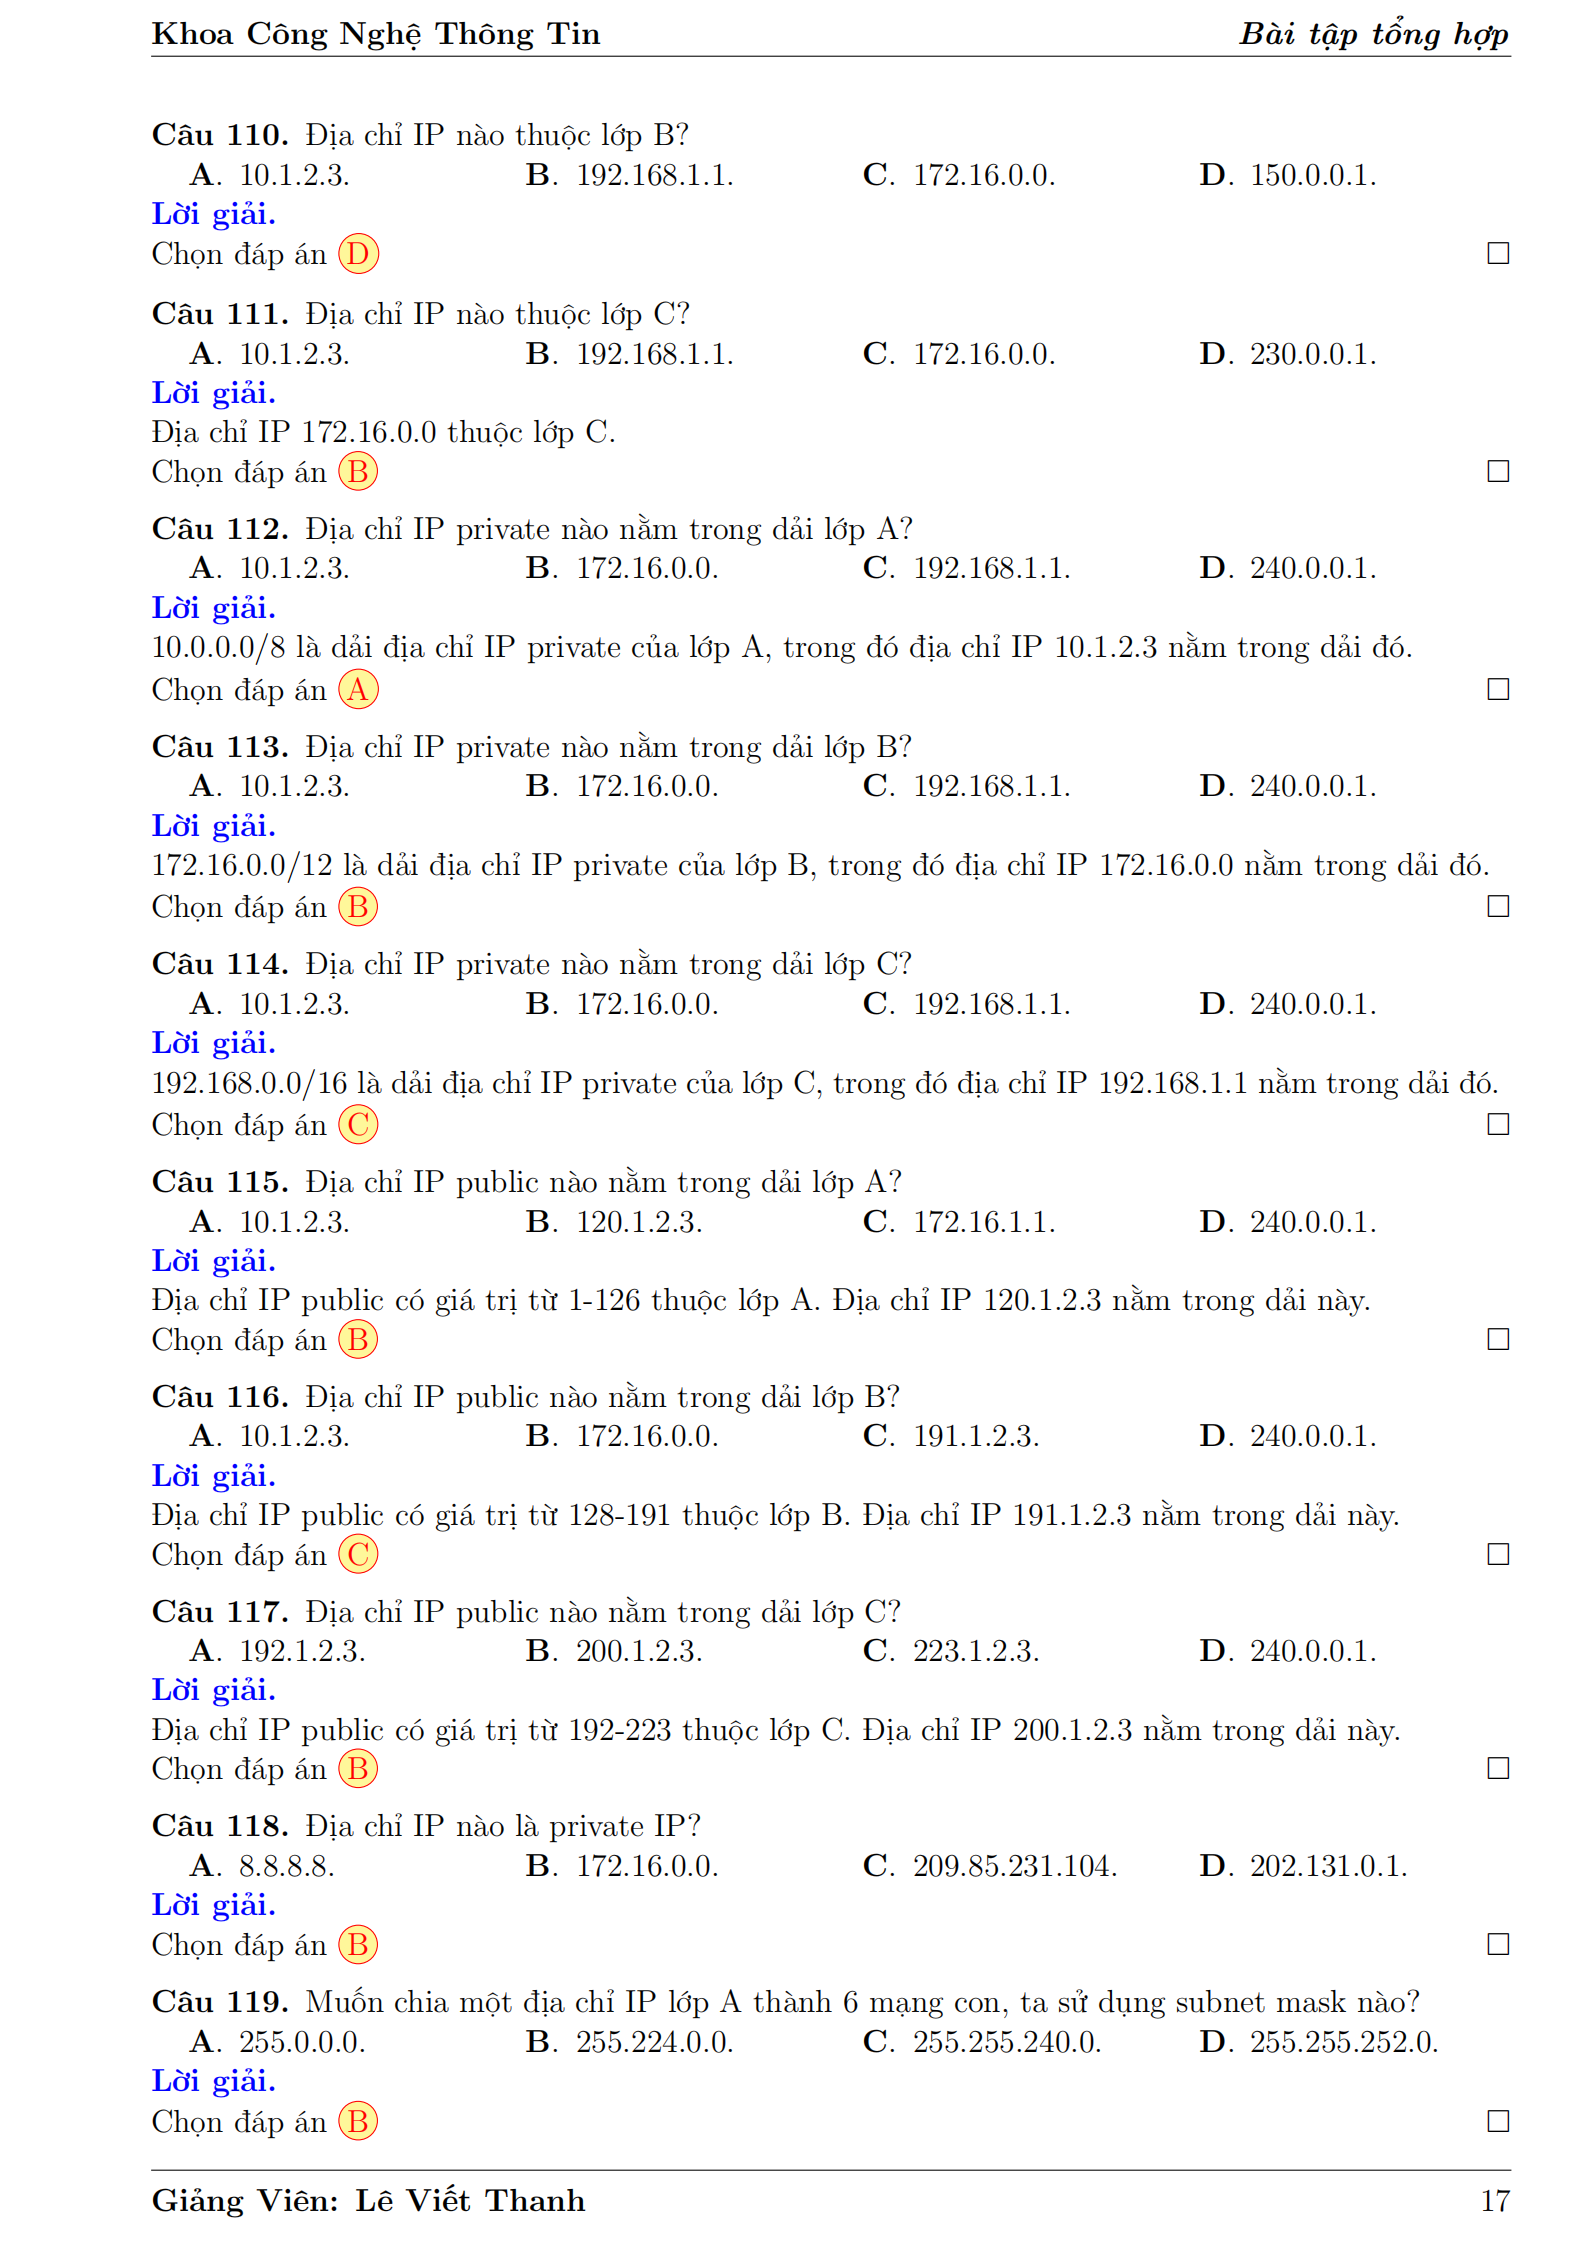 Khoa Công Nghệ Thông Tin Bài tập tổng hợp
Câu 110. Địa chỉ IP nào thuộc lớp B?
A. 10.1.2.3. B. 192.168.1.1. C. 172.16.0.0. D. 150.0.0.1.
Lời giải.
Chọn đáp án D □
Câu 111. Địa chỉ IP nào thuộc lớp C?
A. 10.1.2.3. B. 192.168.1.1. C. 172.16.0.0. D. 230.0.0.1.
Lời giải.
Địa chỉ IP 172.16.0.0 thuộc lớp C.
Chọn đáp án B □
Câu 112. Địa chỉ IP private nào nằm trong dải lớp A?
A. 10.1.2.3. B. 172.16.0.0. C. 192.168.1.1. D. 240.0.0.1.
Lời giải.
10.0.0.0/8 là dải địa chỉ IP private của lớp A, trong đó địa chỉ IP 10.1.2.3 nằm trong dải đó.
Chọn đáp án A □
Câu 113. Địa chỉ IP private nào nằm trong dải lớp B?
A. 10.1.2.3. B. 172.16.0.0. C. 192.168.1.1. D. 240.0.0.1.
Lời giải.
172.16.0.0/12 là dải địa chỉ IP private của lớp B, trong đó địa chỉ IP 172.16.0.0 nằm trong dải đó.
Chọn đáp án B □
Câu 114. Địa chỉ IP private nào nằm trong dải lớp C?
A. 10.1.2.3. B. 172.16.0.0. C. 192.168.1.1. D. 240.0.0.1.
Lời giải.
192.168.0.0/16 là dải địa chỉ IP private của lớp C, trong đó địa chỉ IP 192.168.1.1 nằm trong dải đó.
Chọn đáp án C □
Câu 115. Địa chỉ IP public nào nằm trong dải lớp A?
A. 10.1.2.3. B. 120.1.2.3. C. 172.16.1.1. D. 240.0.0.1.
Lời giải.
Địa chỉ IP public có giá trị từ 1-126 thuộc lớp A. Địa chỉ IP 120.1.2.3 nằm trong dải này.
Chọn đáp án B □
Câu 116. Địa chỉ IP public nào nằm trong dải lớp B?
A. 10.1.2.3. B. 172.16.0.0. C. 191.1.2.3. D. 240.0.0.1.
Lời giải.
Địa chỉ IP public có giá trị từ 128-191 thuộc lớp B. Địa chỉ IP 191.1.2.3 nằm trong dải này.
Chọn đáp án C □
Câu 117. Địa chỉ IP public nào nằm trong dải lớp C?
A. 192.1.2.3. B. 200.1.2.3. C. 223.1.2.3. D. 240.0.0.1.
Lời giải.
Địa chỉ IP public có giá trị từ 192-223 thuộc lớp C. Địa chỉ IP 200.1.2.3 nằm trong dải này.
Chọn đáp án B □
Câu 118. Địa chỉ IP nào là private IP?
A. 8.8.8.8. B. 172.16.0.0. C. 209.85.231.104. D. 202.131.0.1.
Lời giải.
Chọn đáp án B □
Câu 119. Muốn chia một địa chỉ IP lớp A thành 6 mạng con, ta sử dụng subnet mask nào?
A. 255.0.0.0. B. 255.224.0.0. C. 255.255.240.0. D. 255.255.252.0.
Lời giải.
Chọn đáp án B □
Giảng Viên: Lê Viết Thanh 17